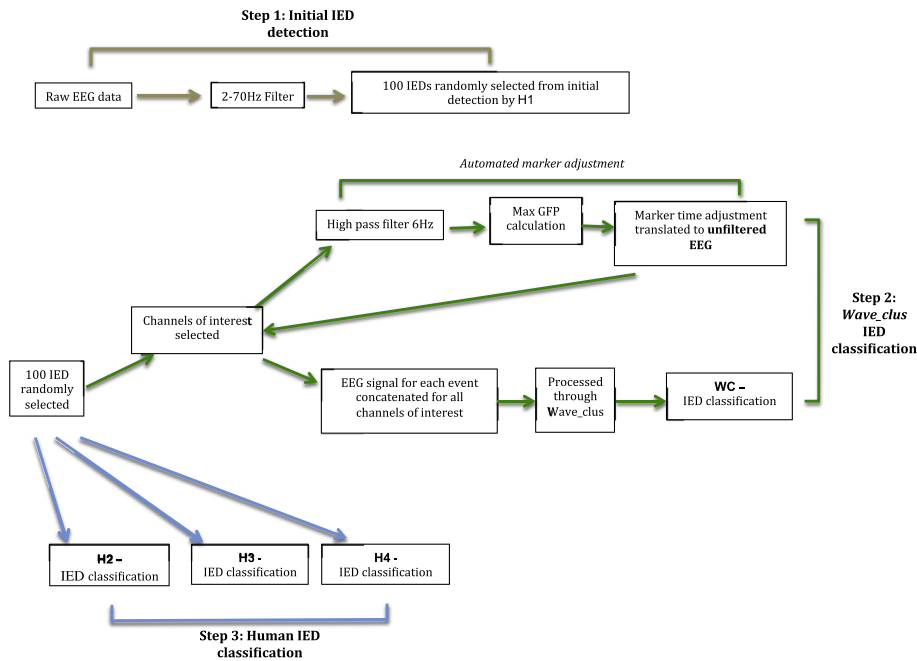 Step 1: Initial IED
detection
Raw EEG data
2-70Hz Filter
100 IEDs randomly selected from initial
detection by H1
Automated marker adjustment
High pass filter 6Hz
Max GFP
calculation
Marker time adjustment
translated to unfiltered
EEG
Channels of interest
selected
Step 2:
Wave_clus
IED
classification
100 IED
randomly
selected
EEG signal for each event
concatenated for all
channels of interest
Processed
through
Wave_clus
WC –
IED classification
H2 –
IED classification
H3 -
IED classification
H4 -
IED classification
Step 3: Human IED
classification